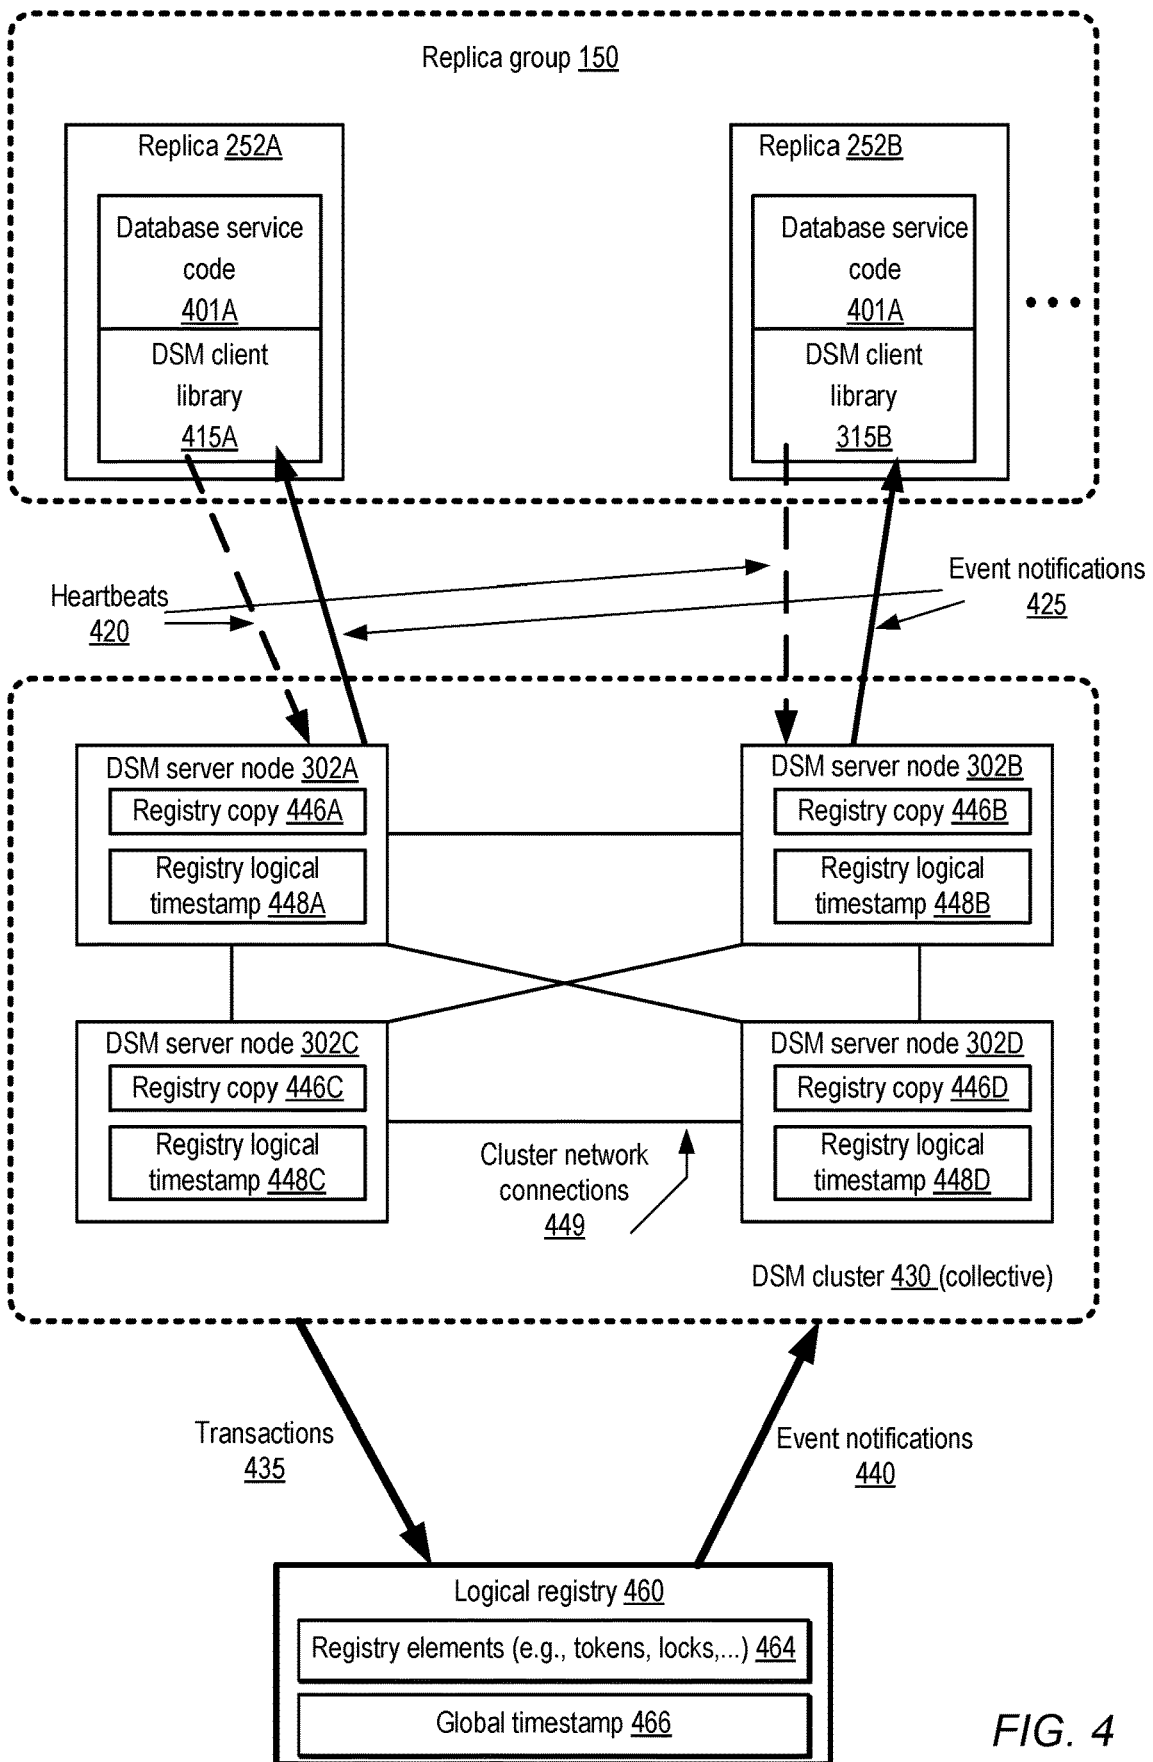 Replica group 150
Replica 252A
Database service
code
401A
DSM client
library
415A
Replica 252B
Database service
code
401A
DSM client
library
315B
...
Heartbeats
420
Event notifications
425
DSM server node 302A
Registry copy 446A
Registry logical
timestamp 448A
DSM server node 302B
Registry copy 446B
Registry logical
timestamp 448B
DSM server node 302C
Registry copy 446C
Registry logical
timestamp 448C
DSM server node 302D
Registry copy 446D
Registry logical
timestamp 448D
Cluster network
connections
449
DSM cluster 430 (collective)
Transactions
435
Event notifications
440
Logical registry 460
Registry elements (e.g., tokens, locks,...) 464
Global timestamp 466
FIG. 4